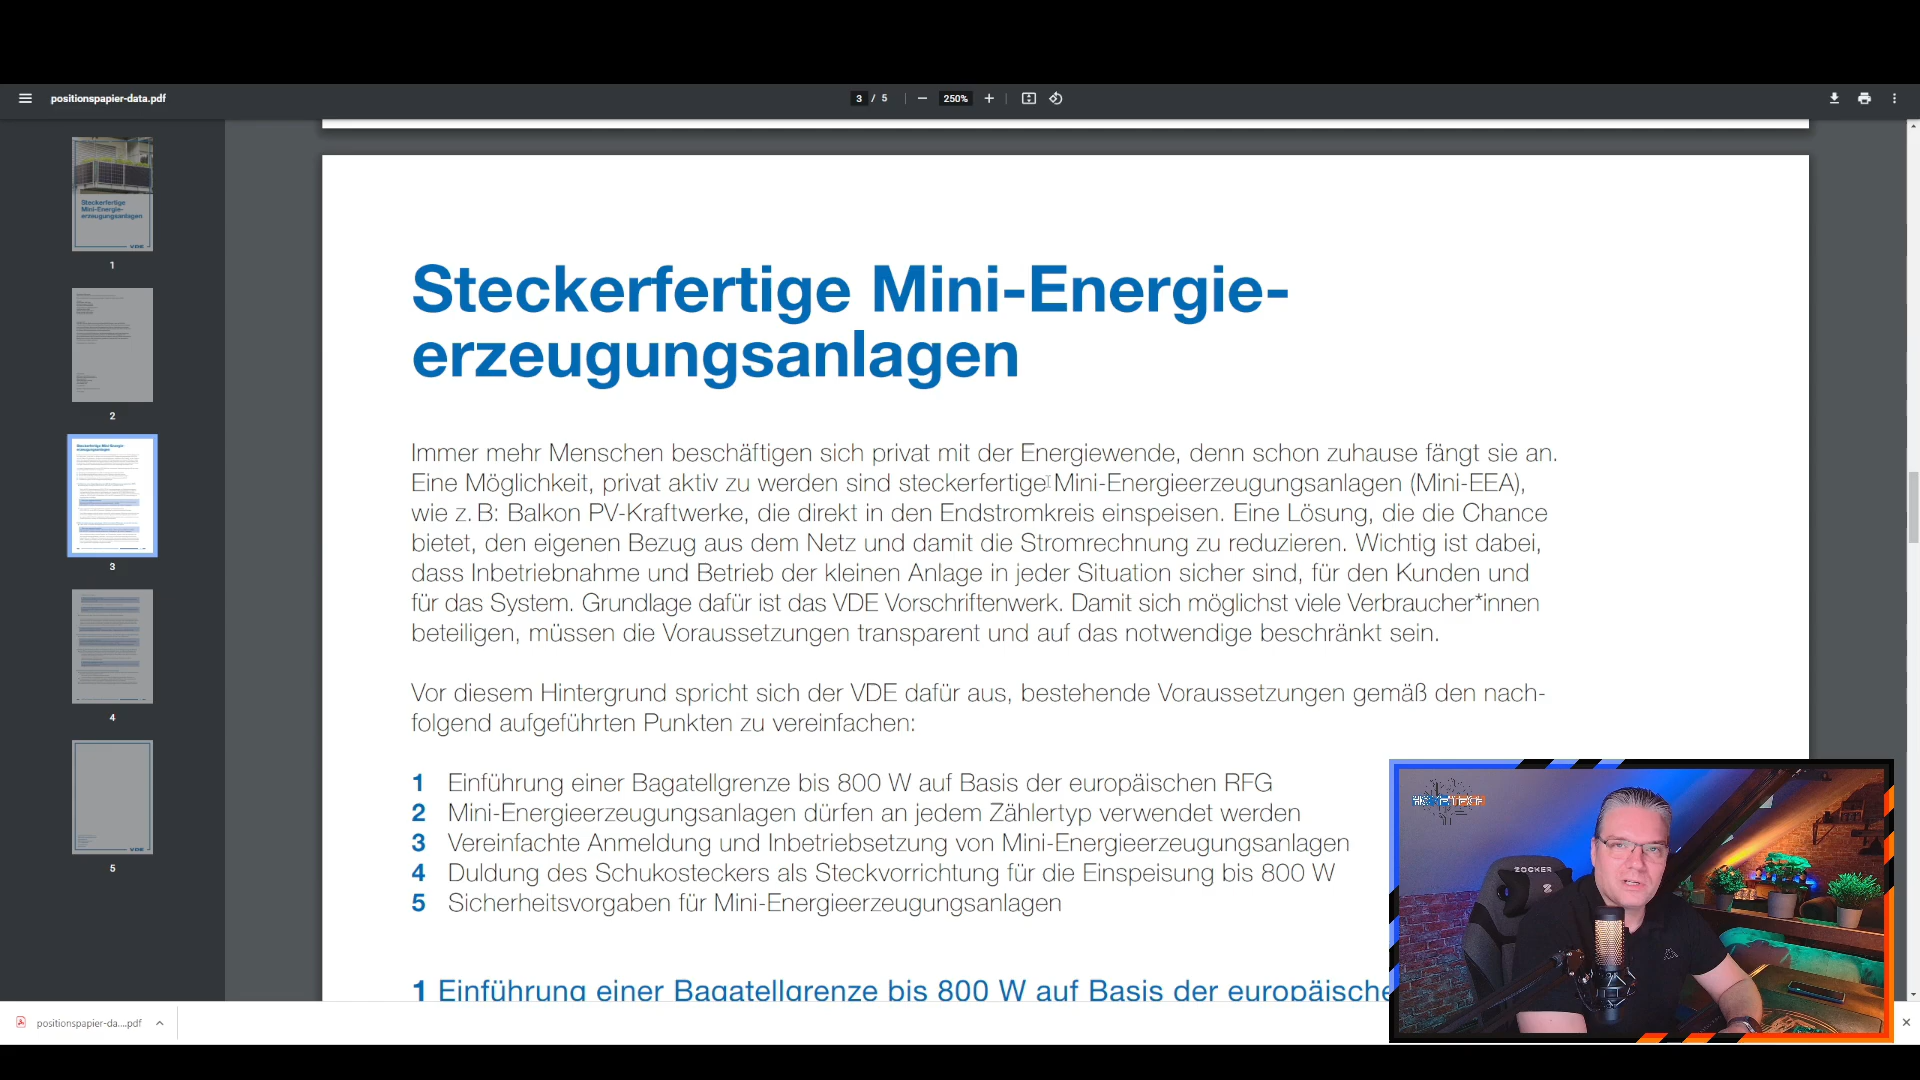 positionspapier-data.pdf
3 / 5
250%
Steckerfertige
Mini-Energie-
erzeugungsanlagen
VDE
1
2
3
4
5
Steckerfertige Mini-Energie-
erzeugungsanlagen
Immer mehr Menschen beschäftigen sich privat mit der Energiewende, denn schon zuhause fängt sie an.
Eine Möglichkeit, privat aktiv zu werden sind steckerfertige Mini-Energieerzeugungsanlagen (Mini-EEA),
wie z. B: Balkon PV-Kraftwerke, die direkt in den Endstromkreis einspeisen. Eine Lösung, die die Chance
bietet, den eigenen Bezug aus dem Netz und damit die Stromrechnung zu reduzieren. Wichtig ist dabei,
dass Inbetriebnahme und Betrieb der kleinen Anlage in jeder Situation sicher sind, für den Kunden und
für das System. Grundlage dafür ist das VDE Vorschriftenwerk. Damit sich möglichst viele Verbraucher*innen
beteiligen, müssen die Voraussetzungen transparent und auf das notwendige beschränkt sein.
Vor diesem Hintergrund spricht sich der VDE dafür aus, bestehende Voraussetzungen gemäß den nach-
folgend aufgeführten Punkten zu vereinfachen:
1 Einführung einer Bagatellgrenze bis 800 W auf Basis der europäischen RFG
2 Mini-Energieerzeugungsanlagen dürfen an jedem Zählertyp verwendet werden
3 Vereinfachte Anmeldung und Inbetriebsetzung von Mini-Energieerzeugungsanlagen
4 Duldung des Schukosteckers als Steckvorrichtung für die Einspeisung bis 800 W
5 Sicherheitsvorgaben für Mini-Energieerzeugungsanlagen
1 Einführung einer Bagatellgrenze bis 800 W auf Basis der europäische
ZOCKER
positionspapier-da....pdf